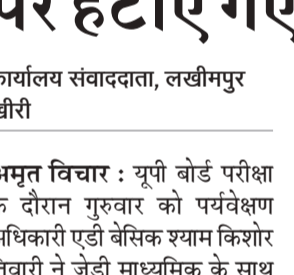 पर हटाए गए
कार्यालय संवाददाता, लखीमपुर
खीरी
अमृत विचार : यूपी बोर्ड परीक्षा
के दौरान गुरुवार को पर्यवेक्षण
अधिकारी एडी बेसिक श्याम किशोर
तिवारी ने जेडी माध्यमिक के साथ